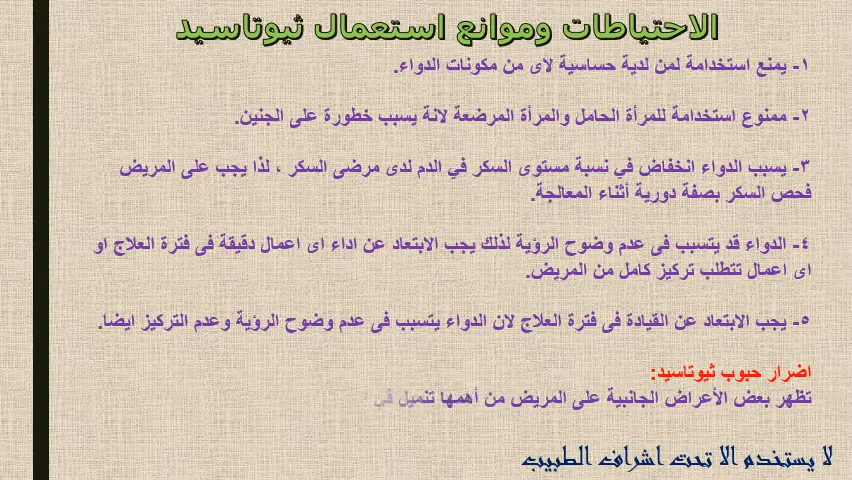 الاحتياطات وموانع استعمال ثيوتاسيد
١- يمنع استخدامة لمن لدية حساسية لاى من مكونات الدواء.
٢- ممنوع استخدامة للمرأة الحامل والمرأة المرضعة لانة يسبب خطورة على الجنين.
٣- يسبب الدواء انخفاض في نسبة مستوى السكر في الدم لدى مرضى السكر ، لذا يجب على المريض
فحص السكر بصفة دورية أثناء المعالجة.
٤- الدواء قد يتسبب فى عدم وضوح الرؤية لذلك يجب الابتعاد عن اداء اى اعمال دقيقة فى فترة العلاج او
اى اعمال تتطلب تركيز كامل من المريض.
٥- يجب الابتعاد عن القيادة فى فترة العلاج لان الدواء يتسبب فى عدم وضوح الرؤية وعدم التركيز ايضا.
اضرار حبوب ثيوتاسيد:
تظهر بعض الأعراض الجانبية على المريض من أهمها تنميل في
لا يستخدم الا تحت اشراف الطبيب